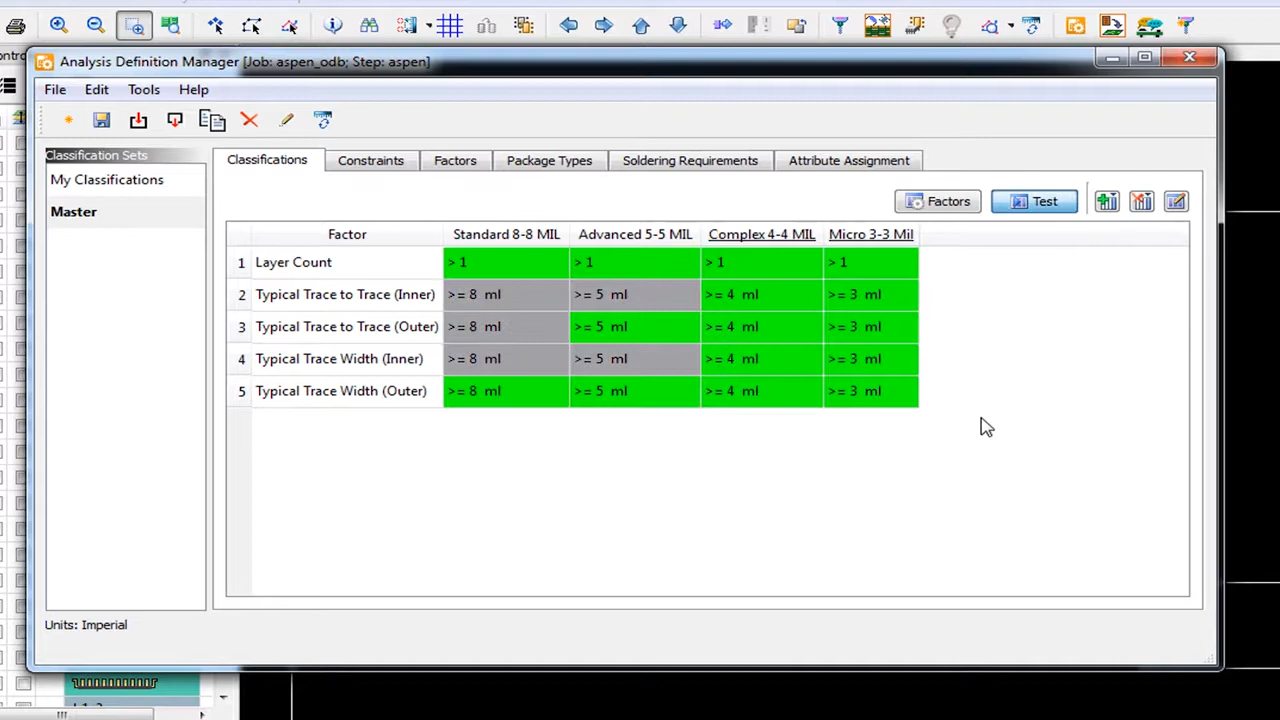 Analysis Definition Manager [Job: aspen_odb; Step: aspen]
File Edit Tools Help
Classification Sets
My Classifications
Master
Classifications Constraints Factors Package Types Soldering Requirements Attribute Assignment
Factors Test
Factor Standard 8-8 MIL Advanced 5-5 MIL Complex 4-4 MIL Micro 3-3 Mil
1 Layer Count > 1 > 1 > 1 > 1
2 Typical Trace to Trace (Inner) >= 8 ml >= 5 ml >= 4 ml >= 3 ml
3 Typical Trace to Trace (Outer) >= 8 ml >= 5 ml >= 4 ml >= 3 ml
4 Typical Trace Width (Inner) >= 8 ml >= 5 ml >= 4 ml >= 3 ml
5 Typical Trace Width (Outer) >= 8 ml >= 5 ml >= 4 ml >= 3 ml
Units: Imperial